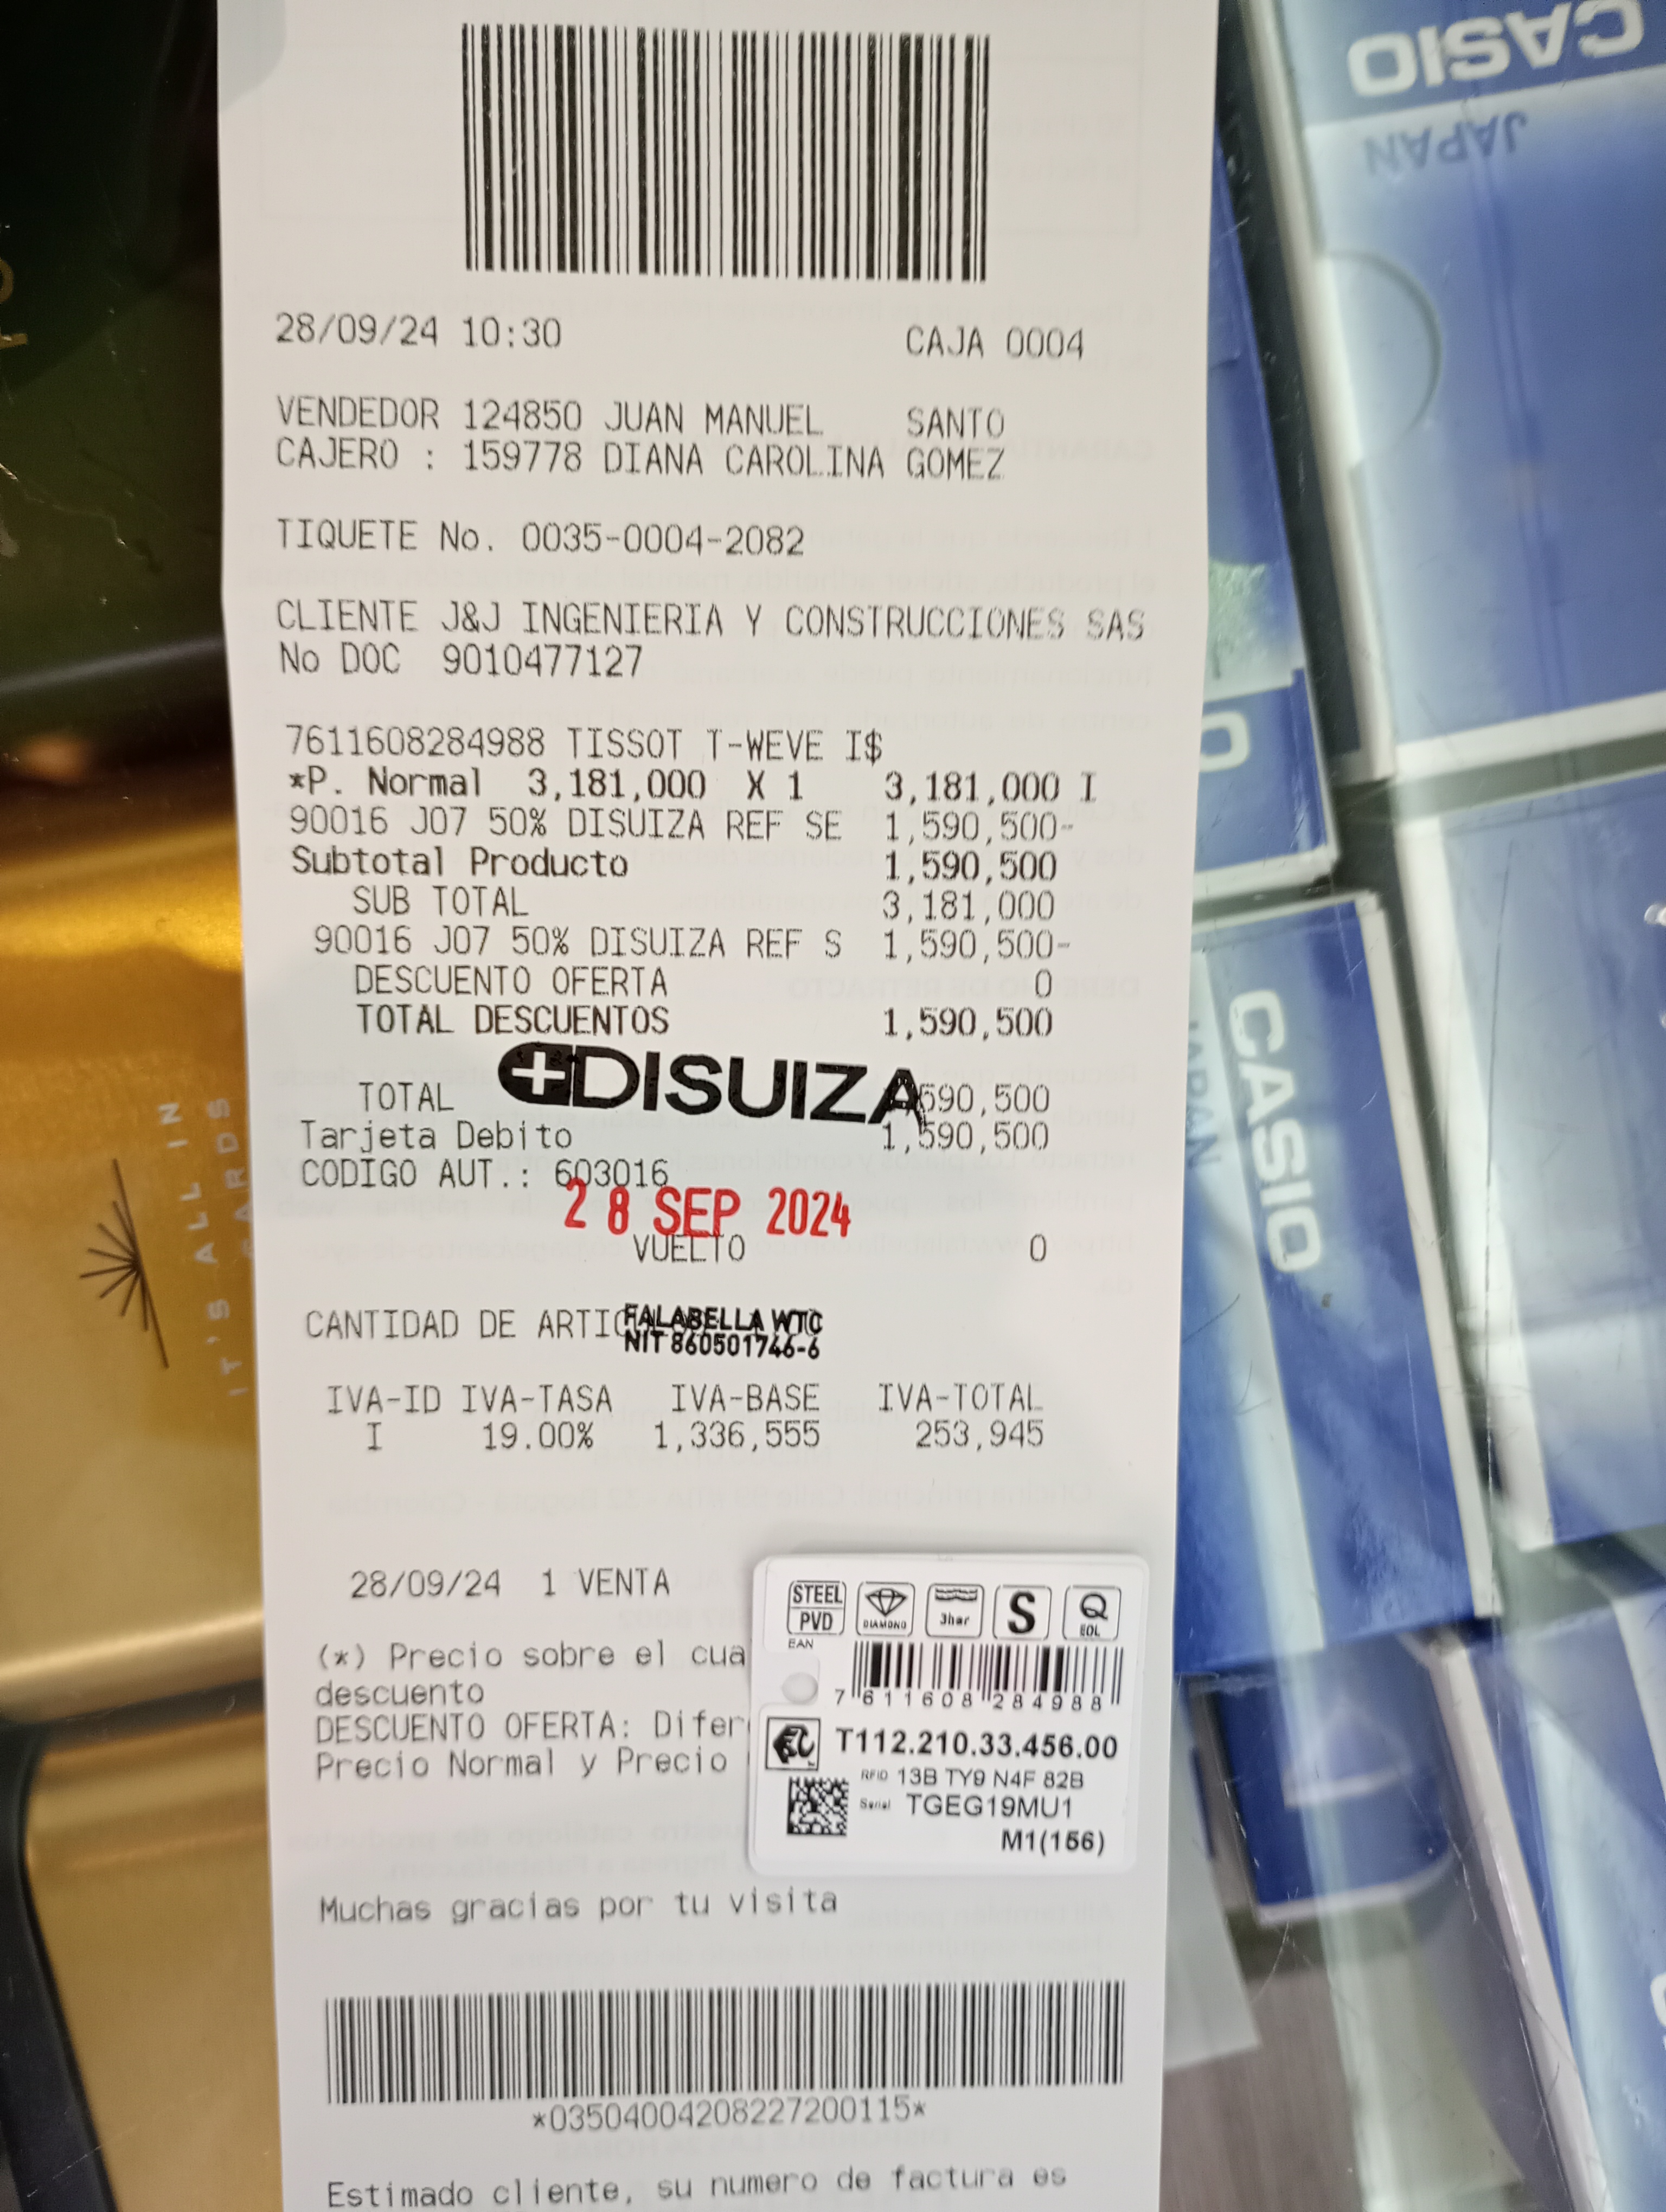 28/09/24 10:30 CAJA 0004
VENDEDOR 124850 JUAN MANUEL SANTO
CAJERO : 159778 DIANA CAROLINA GOMEZ
TIQUETE No. 0035-0004-2082
CLIENTE J&J INGENIERIA Y CONSTRUCCIONES SAS
No DOC 9010477127
7611608284988 TISSOT T-WEVE I$
*P. Normal 3,181,000 X 1 3,181,000 I
90016 J07 50% DISUIZA REF SE 1,590,500-
Subtotal Producto 1,590,500
SUB TOTAL 3,181,000
90016 J07 50% DISUIZA REF S 1,590,500-
DESCUENTO OFERTA 0
TOTAL DESCUENTOS 1,590,500
DISUIZA
TOTAL 590,500
Tarjeta Debito 1,590,500
CODIGO AUT.: 603016
28 SEP 2024
VUELTO 0
CANTIDAD DE ARTIC
FALABELLA WTC
NIT 860501746-6
IVA-ID IVA-TASA IVA-BASE IVA-TOTAL
I 19.00% 1,336,555 253,945
28/09/24 1 VENTA
(*) Precio sobre el cua
descuento
DESCUENTO OFERTA: Difer
Precio Normal y Precio
STEEL PVD DIAMOND 3bar S Q EOL
EAN
7 611608 284988
T112.210.33.456.00
RFID 13B TY9 N4F 82B
Serial TGEG19MU1
M1(156)
Muchas gracias por tu visita
*03504004208227200115*
Estimado cliente, su numero de factura es
CASIO
JAPAN
CASIO
JAPAN
IT'S ALL IN
CARDS